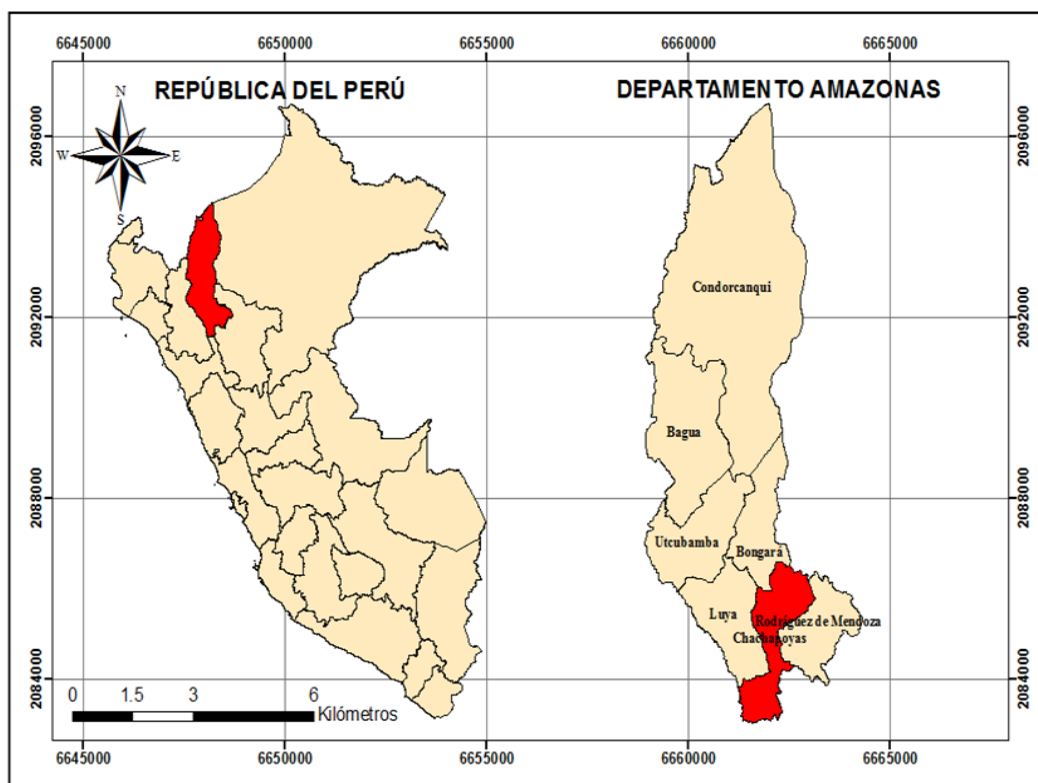 6645000 6650000 6655000 6660000 6665000
REPÚBLICA DEL PERÚ
DEPARTAMENTO AMAZONAS
N
W E
S
2096000 2096000
2092000 2092000
2088000 2088000
2084000 2084000
Condorcanqui
Bagua
Utcubamba
Bongará
Luya
Rodríguez de Mendoza
Chachapoyas
0 1.5 3 6
Kilómetros
6645000 6650000 6655000 6660000 6665000